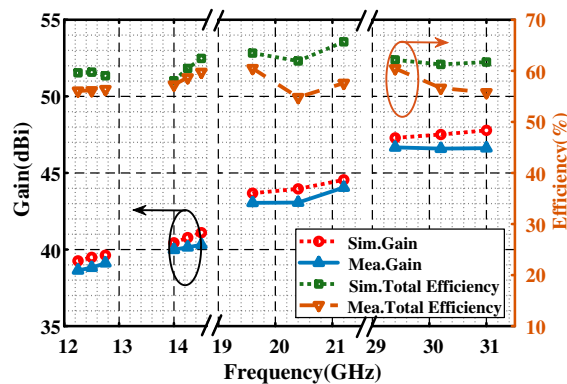 55
50
45
40
35
Gain(dBi)
70
60
50
40
30
20
10
Efficiency(%)
Sim.Gain
Mea.Gain
Sim.Total Efficiency
Mea.Total Efficiency
12 13 14 19 20 21 29 30 31
Frequency(GHz)